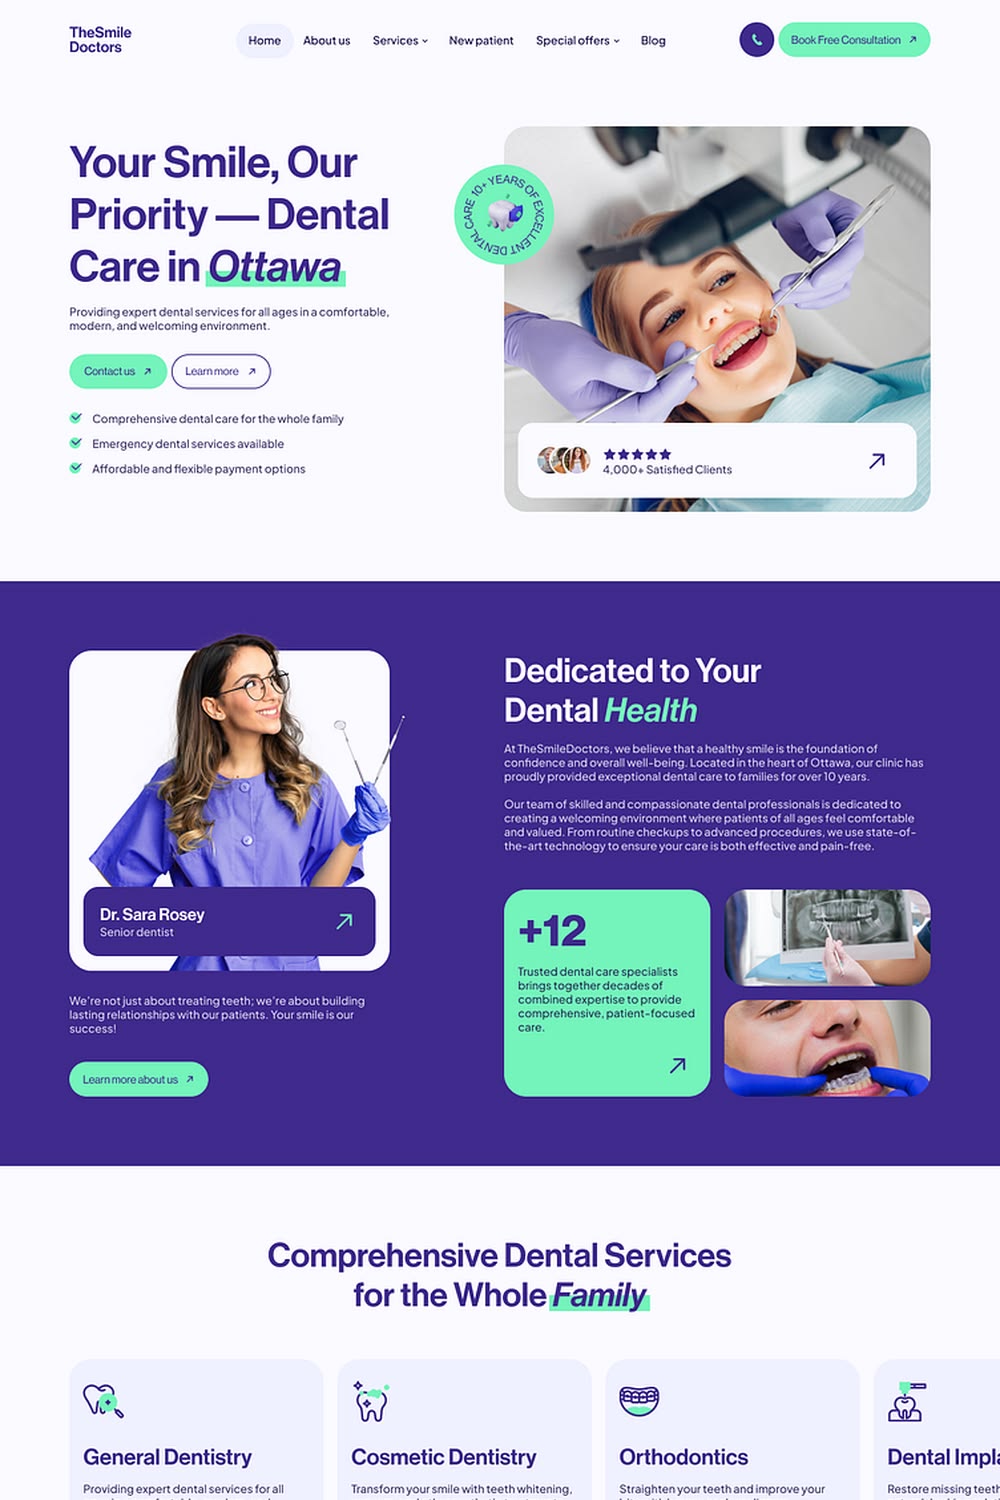 TheSmile
Doctors
Home
About us
Services
New patient
Special offers
Blog
Book Free Consultation
Your Smile, Our
Priority — Dental
Care in Ottawa
10+ YEARS OF EXCELLENT DENTAL CARE
Providing expert dental services for all ages in a comfortable,
modern, and welcoming environment.
Contact us
Learn more
Comprehensive dental care for the whole family
Emergency dental services available
Affordable and flexible payment options
4,000+ Satisfied Clients
Dr. Sara Rosey
Senior dentist
We're not just about treating teeth; we're about building
lasting relationships with our patients. Your smile is our
success!
Learn more about us
Dedicated to Your
Dental Health
At TheSmileDoctors, we believe that a healthy smile is the foundation of
confidence and overall well-being. Located in the heart of Ottawa, our clinic has
proudly provided exceptional dental care to families for over 10 years.
Our team of skilled and compassionate dental professionals is dedicated to
creating a welcoming environment where patients of all ages feel comfortable
and valued. From routine checkups to advanced procedures, we use state-of-
the-art technology to ensure your care is both effective and pain-free.
+12
Trusted dental care specialists
brings together decades of
combined expertise to provide
comprehensive, patient-focused
care.
Comprehensive Dental Services
for the Whole Family
General Dentistry
Providing expert dental services for all
Cosmetic Dentistry
Transform your smile with teeth whitening,
Orthodontics
Straighten your teeth and improve your
Dental Impla
Restore missing teeth